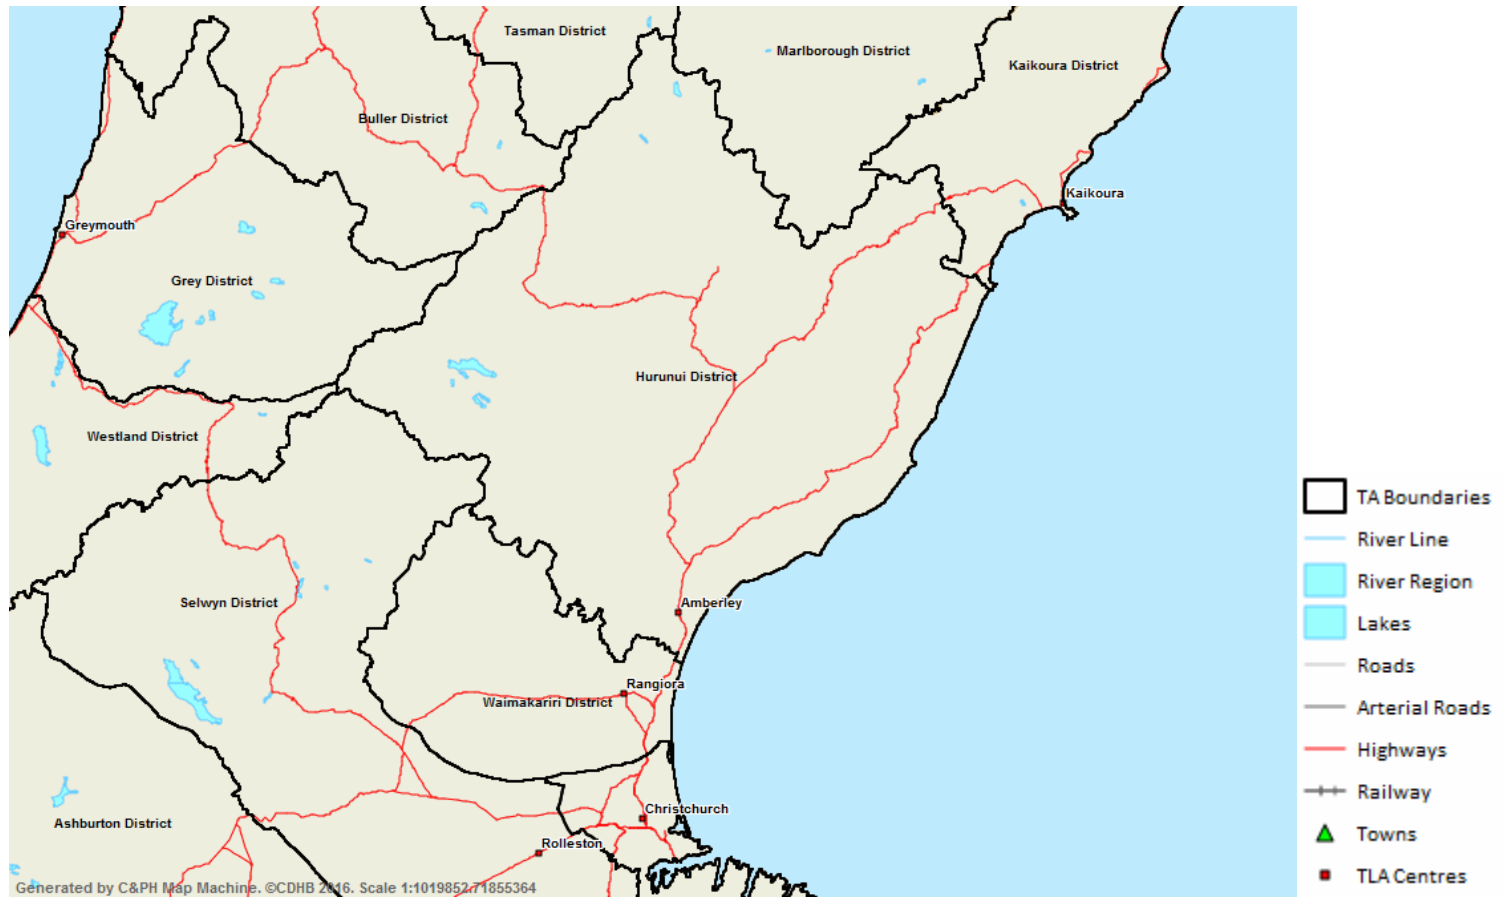 Tasman District
Marlborough District
Kaikoura District
Buller District
Kaikoura
Greymouth
Grey District
Hurunui District
Westland District
Selwyn District
Amberley
Rangiora
Waimakariri District
Christchurch
Ashburton District
Rolleston
Generated by C&PH Map Machine. ©CDHB 2016. Scale 1:1019852.71855364
TA Boundaries
River Line
River Region
Lakes
Roads
Arterial Roads
Highways
Railway
Towns
TLA Centres